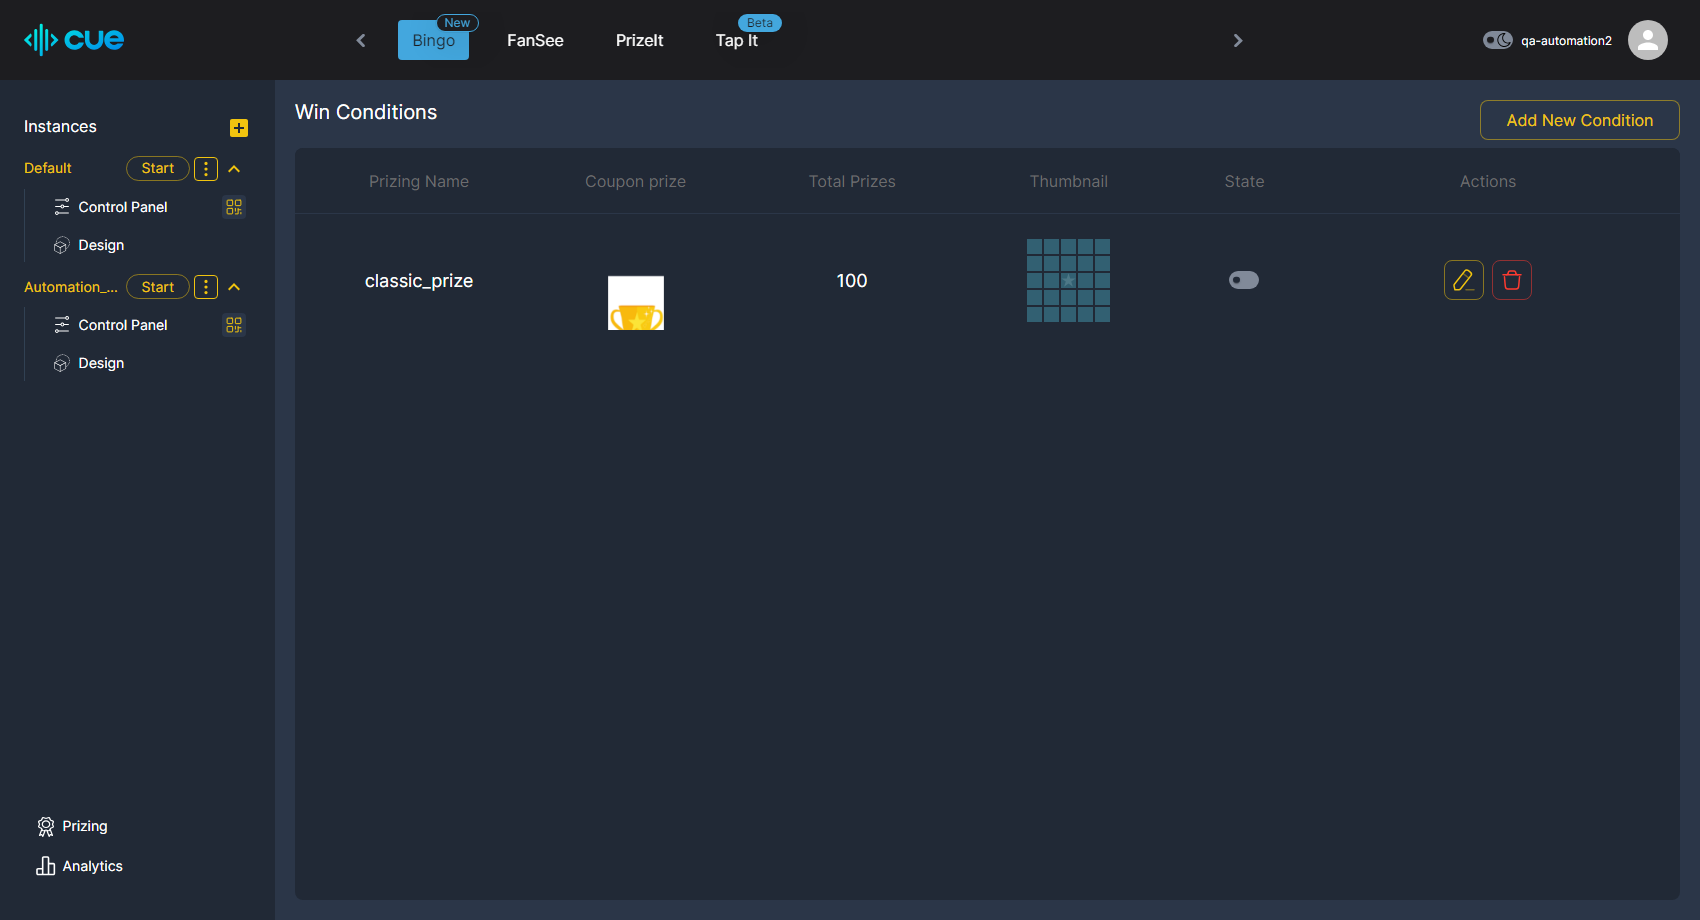 cue
Bingo
New
FanSee
PrizeIt
Tap It
Beta
qa-automation2
Instances
Default
Start
Control Panel
Design
Automation_...
Start
Control Panel
Design
Prizing
Analytics
Win Conditions
Add New Condition
Prizing Name
Coupon prize
Total Prizes
Thumbnail
State
Actions
classic_prize
100